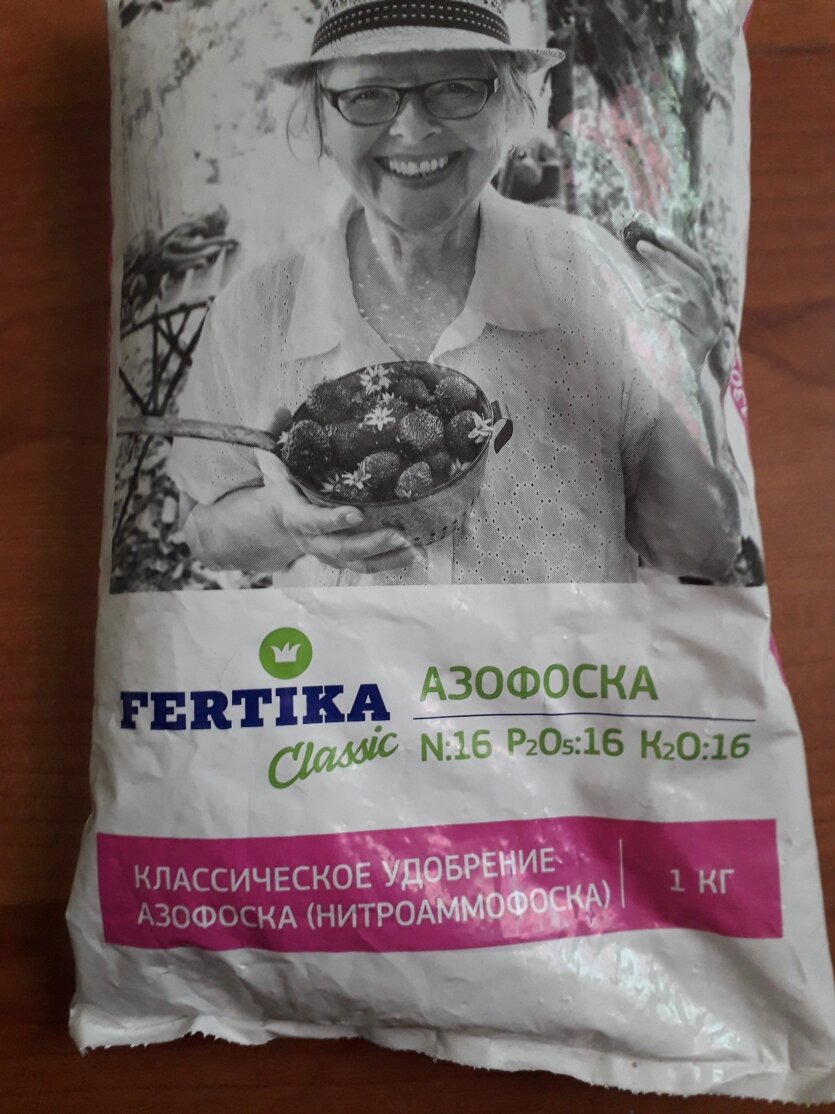 FERTIKA
Classic
АЗОФОСКА
N:16 P₂O₅:16 K₂O:16
КЛАССИЧЕСКОЕ УДОБРЕНИЕ
АЗОФОСКА (НИТРОАММОФОСКА)
1 КГ